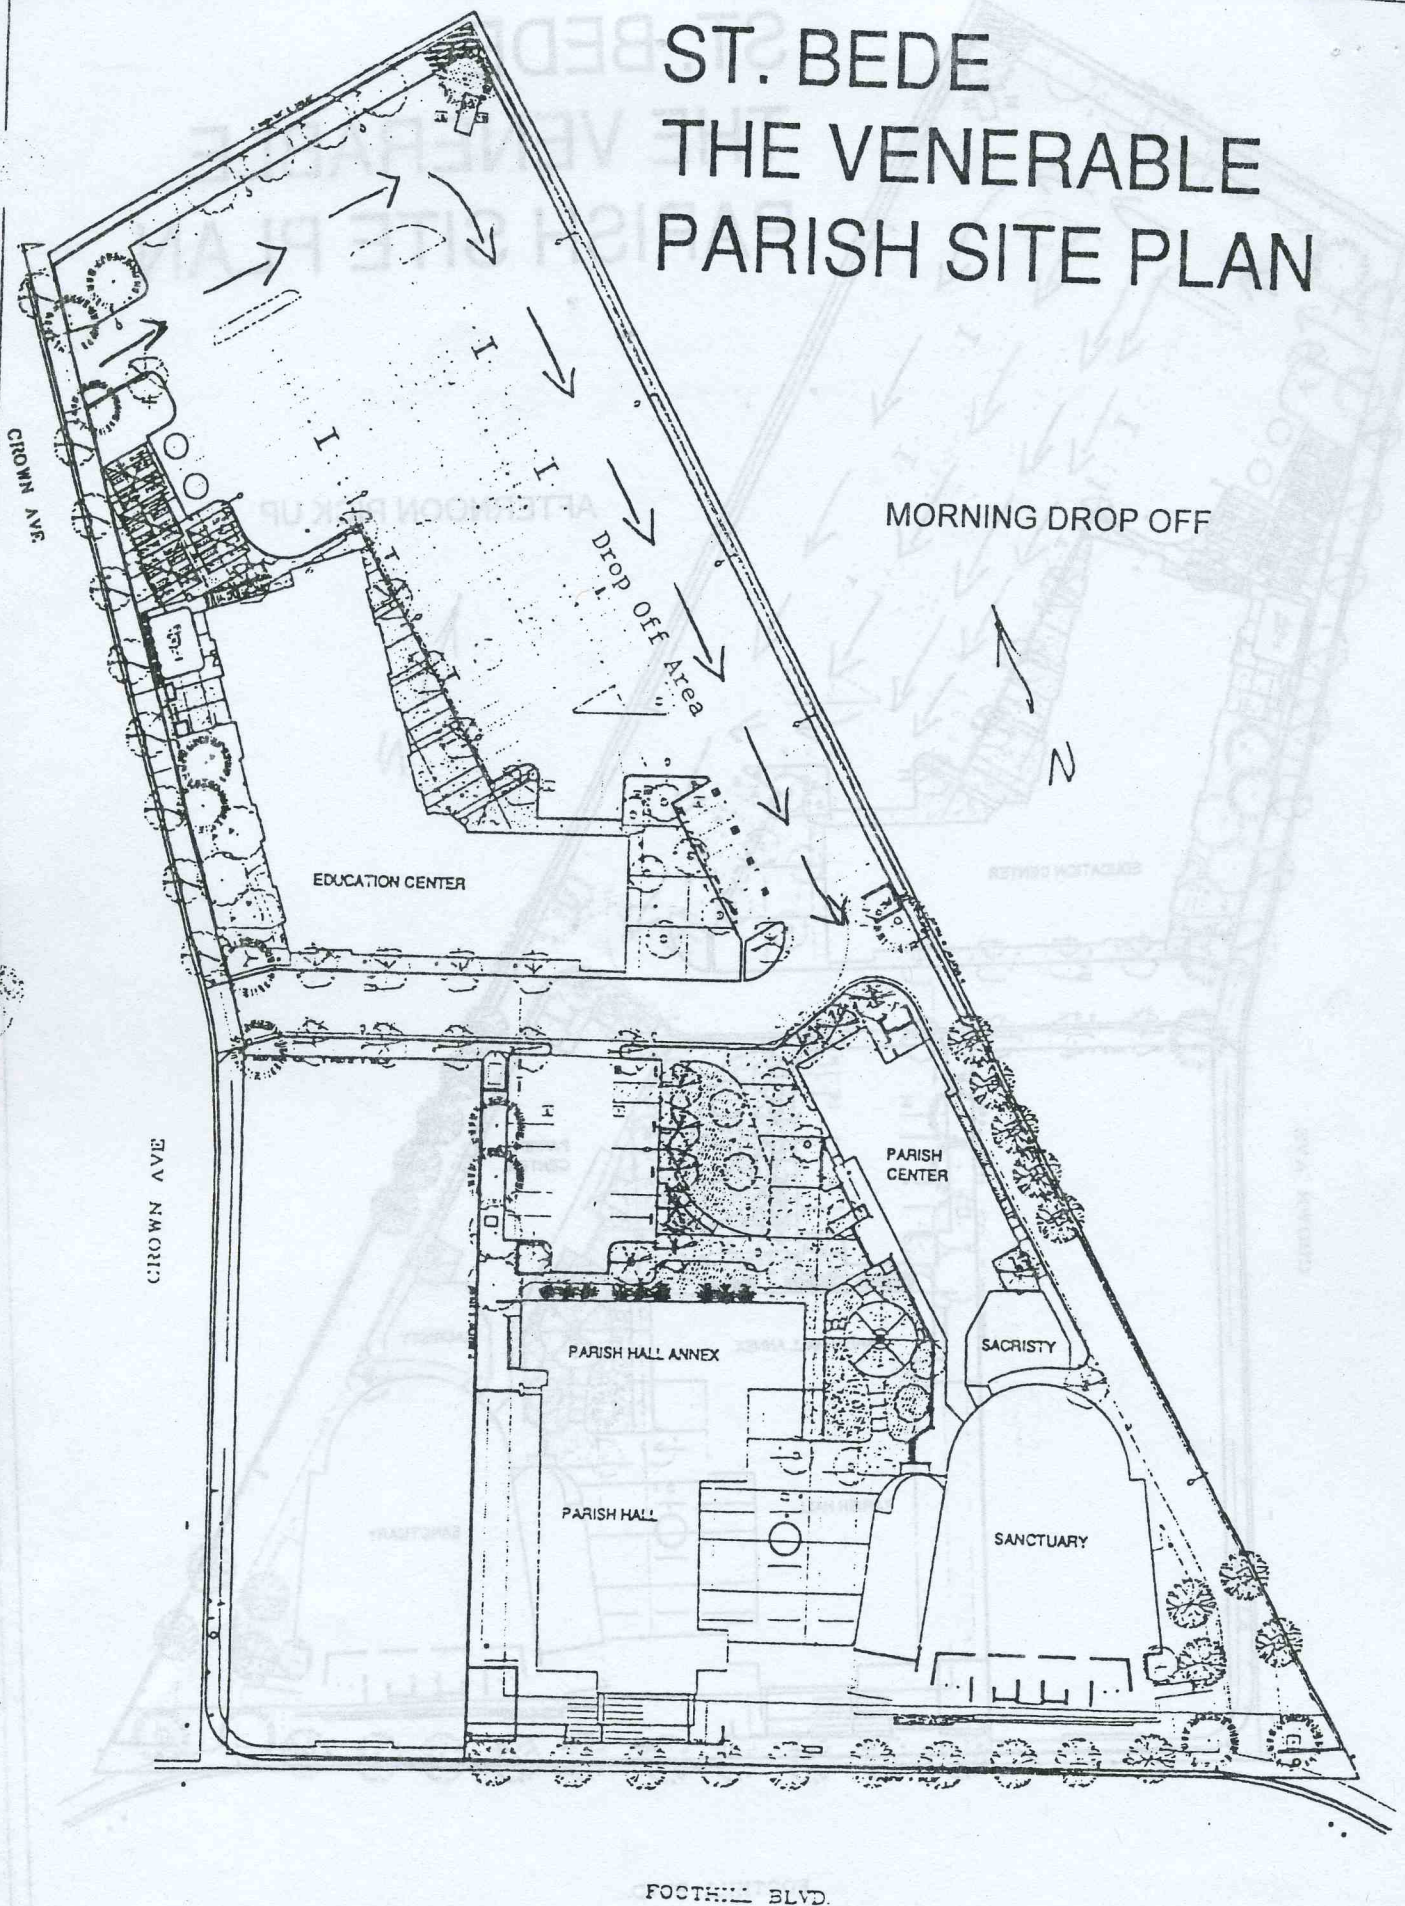 ST. BEDE
THE VENERABLE
PARISH SITE PLAN
MORNING DROP OFF
CROWN AVE
Drop Off Area
N
EDUCATION CENTER
CROWN AVE
PARISH
CENTER
PARISH HALL ANNEX
SACRISTY
PARISH HALL
SANCTUARY
FOOTHILL BLVD.